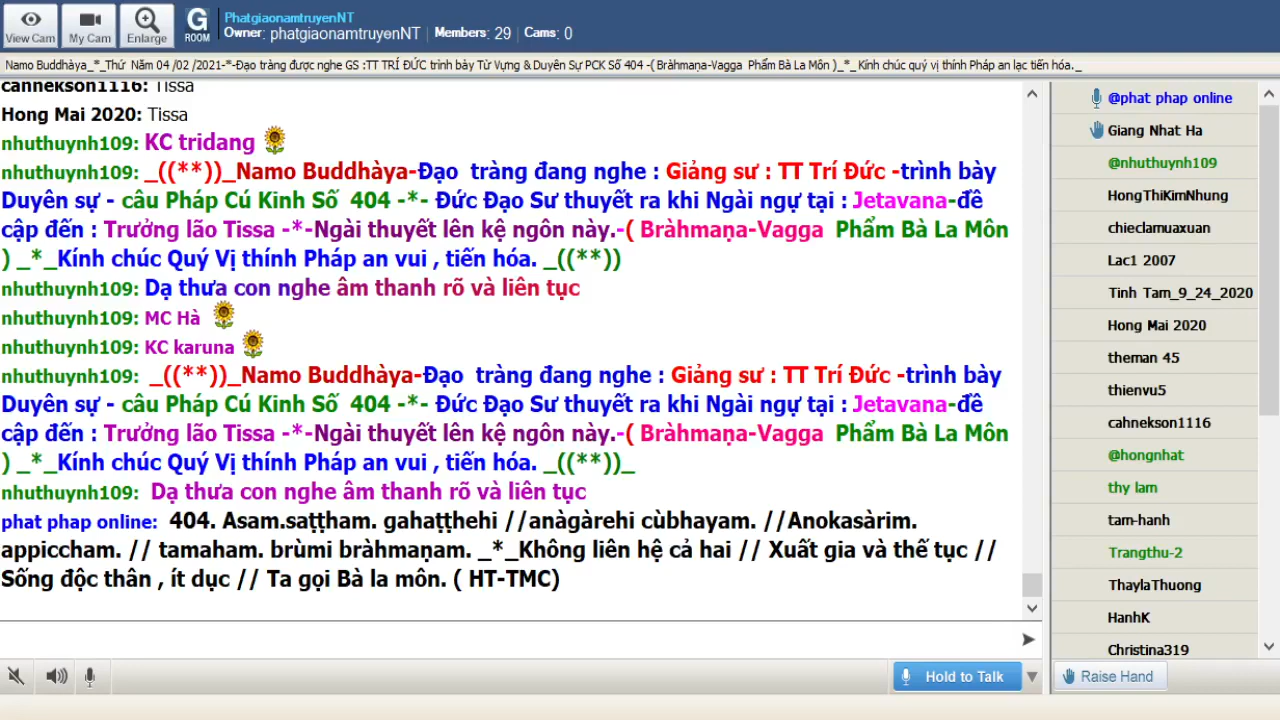 View Cam
My Cam
Enlarge
G
ROOM
PhatgiaonamtruyenNT
Owner: phatgiaonamtruyenNT | Members: 29 | Cams: 0
Namo Buddhàya_*_Thứ Năm 04 /02 /2021-*-Đạo tràng được nghe GS :TT TRÍ ĐỨC trình bày Từ Vựng & Duyên Sự PCK Số 404 -( Bràhmaṇa-Vagga Phẩm Bà La Môn )_*_ Kính chúc quý vị thính Pháp an lạc tiến hóa._
cahnekson1116: Tissa
Hong Mai 2020: Tissa
nhuthuynh109: KC tridang
nhuthuynh109: _((**))_Namo Buddhàya-Đạo tràng đang nghe : Giảng sư : TT Trí Đức -trình bày
Duyên sự - câu Pháp Cú Kinh Số 404 -*- Đức Đạo Sư thuyết ra khi Ngài ngự tại : Jetavana-đề
cập đến : Trưởng lão Tissa -*-Ngài thuyết lên kệ ngôn này.-( Bràhmaṇa-Vagga Phẩm Bà La Môn
) _*_Kính chúc Quý Vị thính Pháp an vui , tiến hóa. _((**))
nhuthuynh109: Dạ thưa con nghe âm thanh rõ và liên tục
nhuthuynh109: MC Hà
nhuthuynh109: KC karuna
nhuthuynh109: _((**))_Namo Buddhàya-Đạo tràng đang nghe : Giảng sư : TT Trí Đức -trình bày
Duyên sự - câu Pháp Cú Kinh Số 404 -*- Đức Đạo Sư thuyết ra khi Ngài ngự tại : Jetavana-đề
cập đến : Trưởng lão Tissa -*-Ngài thuyết lên kệ ngôn này.-( Bràhmaṇa-Vagga Phẩm Bà La Môn
) _*_Kính chúc Quý Vị thính Pháp an vui , tiến hóa. _((**))_
nhuthuynh109: Dạ thưa con nghe âm thanh rõ và liên tục
phat phap online: 404. Asam.saṭṭham. gahaṭṭhehi //anàgàrehi cùbhayam. //Anokasàrim.
appiccham. // tamaham. brùmi bràhmaṇam. _*_Không liên hệ cả hai // Xuất gia và thế tục //
Sống độc thân , ít dục // Ta gọi Bà la môn. ( HT-TMC)
Hold to Talk
@phat phap online
Giang Nhat Ha
@nhuthuynh109
HongThiKimNhung
chieclamuaxuan
Lac1 2007
Tinh Tam_9_24_2020
Hong Mai 2020
theman 45
thienvu5
cahnekson1116
@hongnhat
thy lam
tam-hanh
Trangthu-2
ThaylaThuong
HanhK
Christina319
Raise Hand